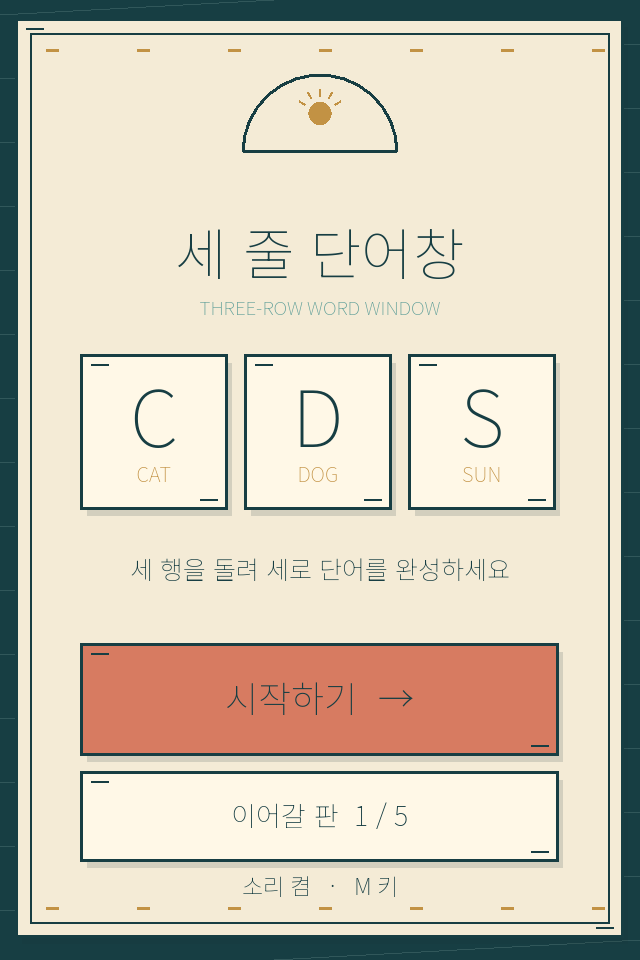 세 줄 단어창
THREE-ROW WORD WINDOW
C D S
CAT DOG SUN
세 행을 돌려 세로 단어를 완성하세요
시작하기 →
이어갈 판 1 / 5
소리 켬 · M 키